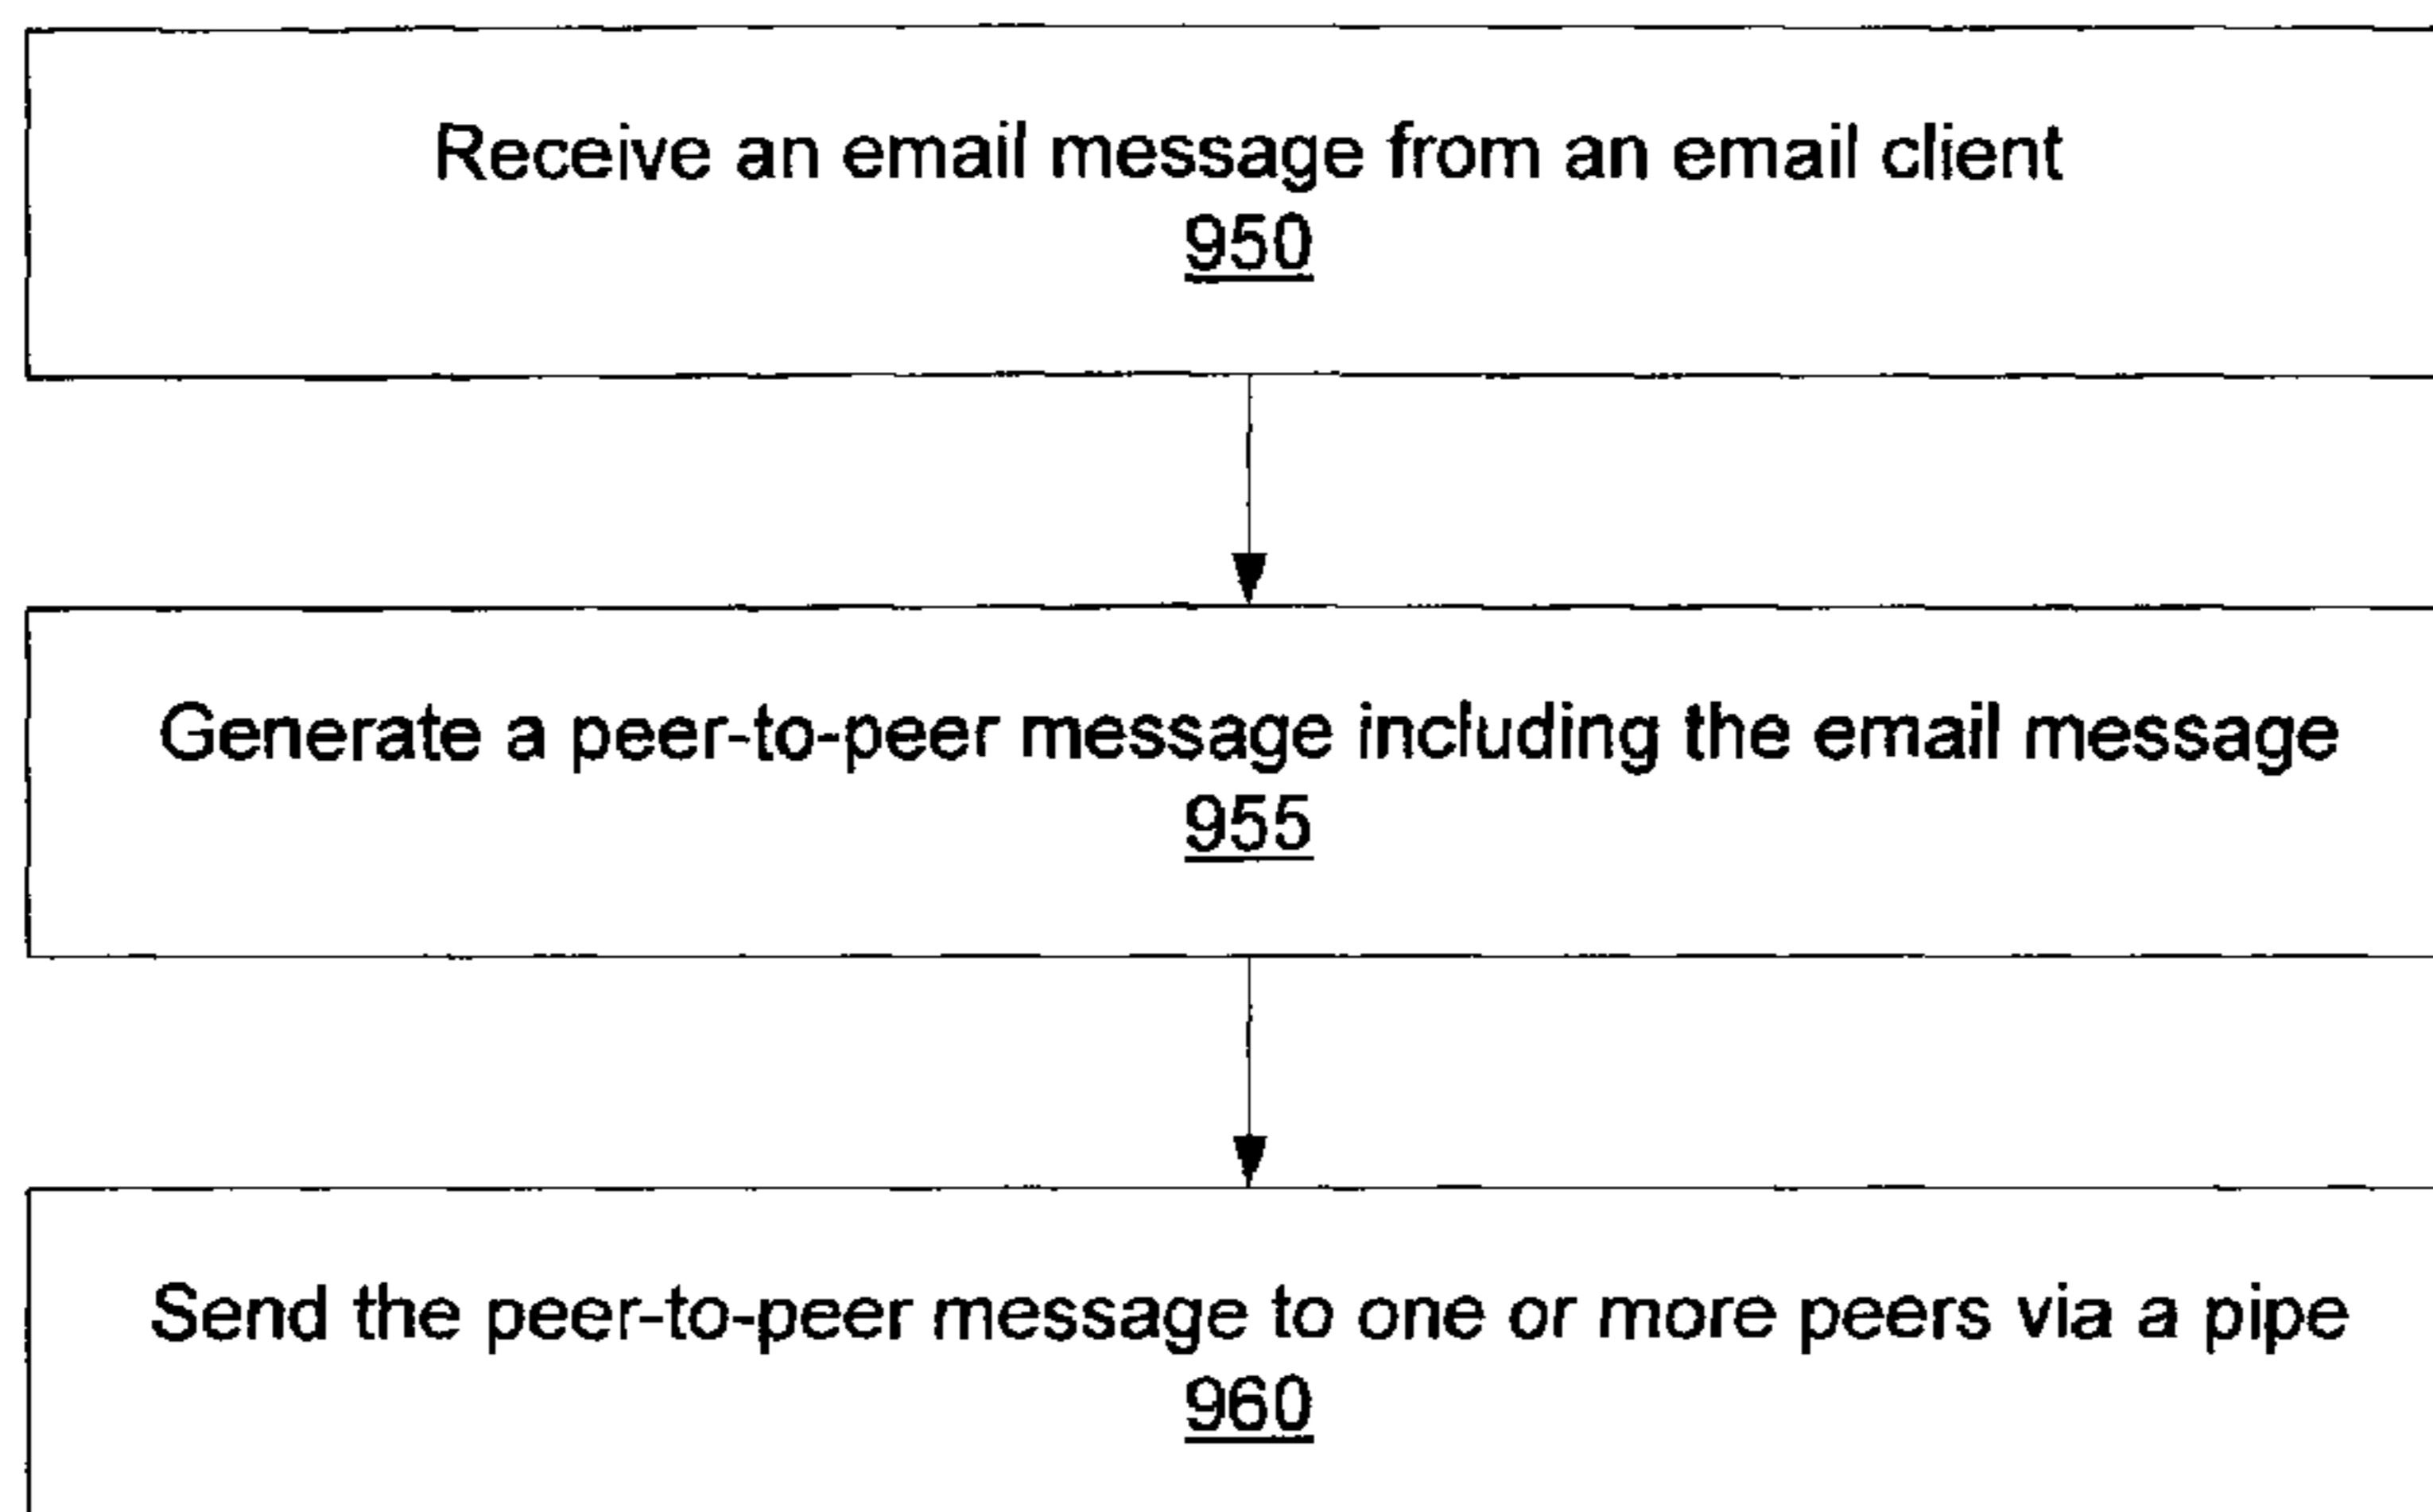 Receive an email message from an email client
950
Generate a peer-to-peer message including the email message
955
Send the peer-to-peer message to one or more peers via a pipe
960